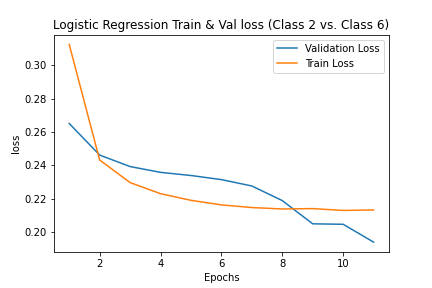 Logistic Regression Train & Val loss (Class 2 vs. Class 6)
Validation Loss
Train Loss
0.30
0.28
0.26
0.24
0.22
0.20
loss
2 4 6 8 10
Epochs